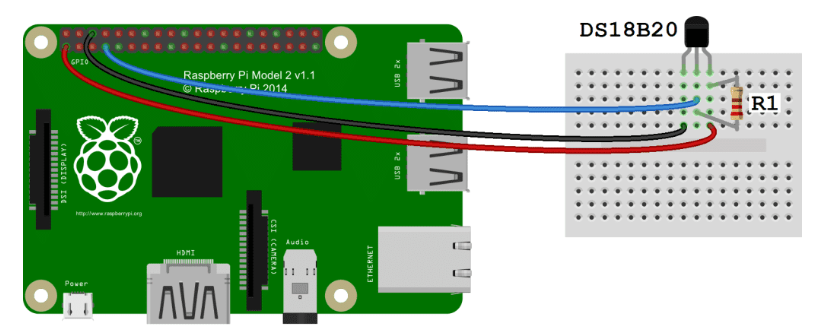 DS18B20
GPIO
Raspberry Pi Model 2 v1.1
© Raspberry Pi 2014
USB 2x
R1
DSI (DISPLAY)
TM
USB 2x
http://www.raspberrypi.org
CSI (CAMERA)
HDMI
Audio
ETHERNET
Power